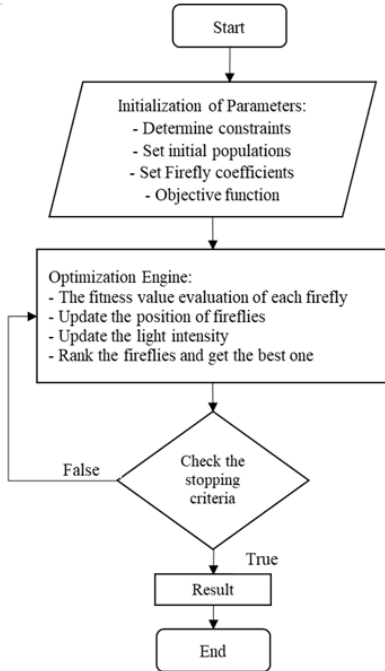 Start
Initialization of Parameters:
- Determine constraints
- Set initial populations
- Set Firefly coefficients
- Objective function
Optimization Engine:
- The fitness value evaluation of each firefly
- Update the position of fireflies
- Update the light intensity
- Rank the fireflies and get the best one
Check the
stopping
criteria
False
True
Result
End